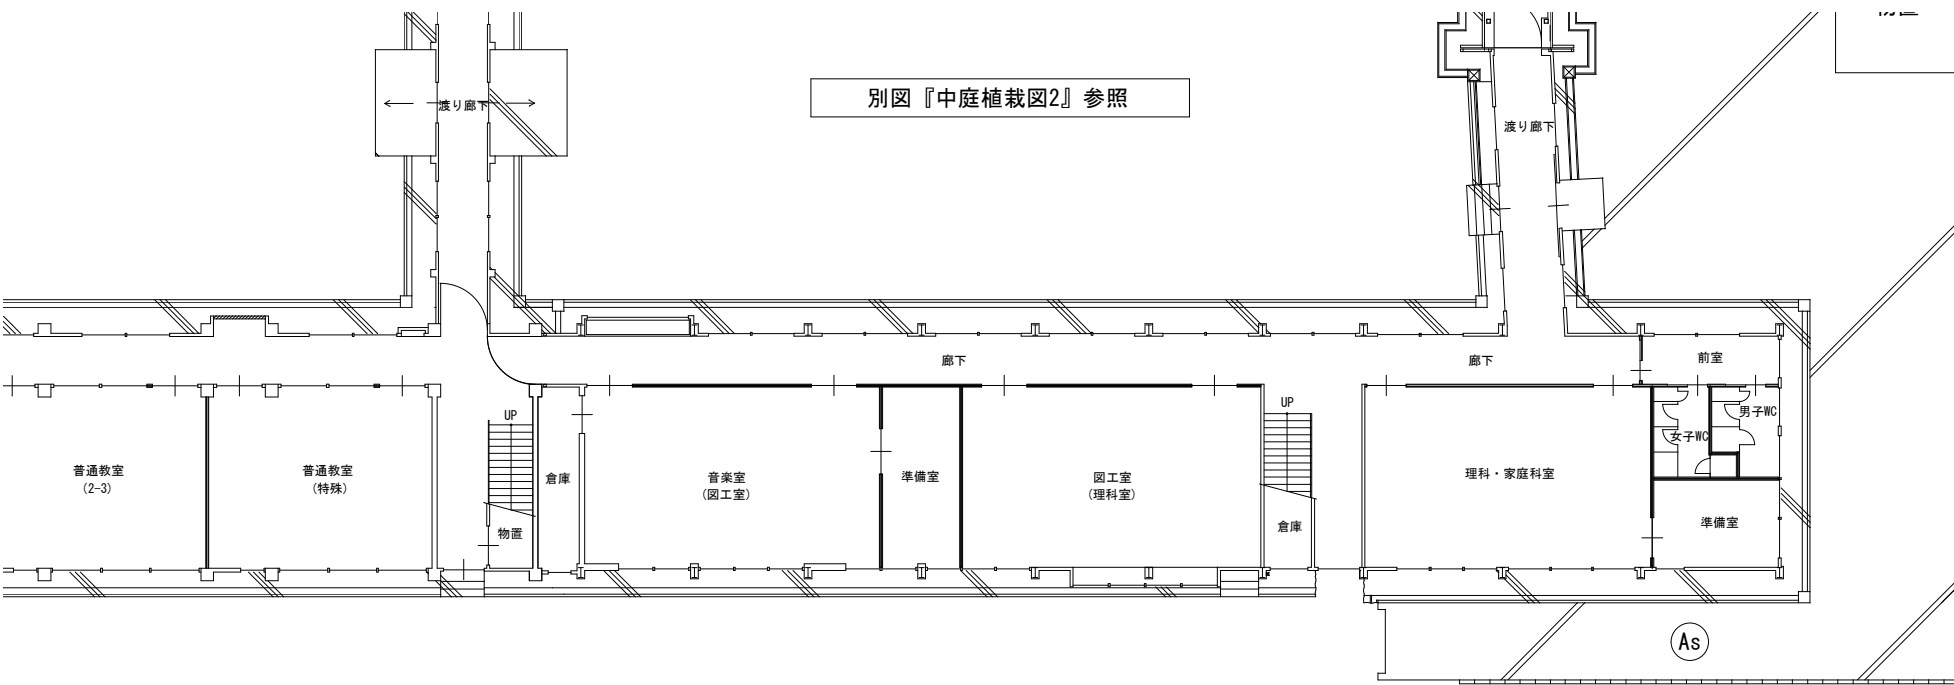 別図『中庭植栽図2』参照
渡り廊下
渡り廊下
廊下
廊下
前室
UP
UP
男子WC
女子WC
普通教室
(2-3)
普通教室
(特殊)
倉庫
音楽室
(図工室)
準備室
図工室
(理科室)
理科・家庭科室
物置
倉庫
準備室
As